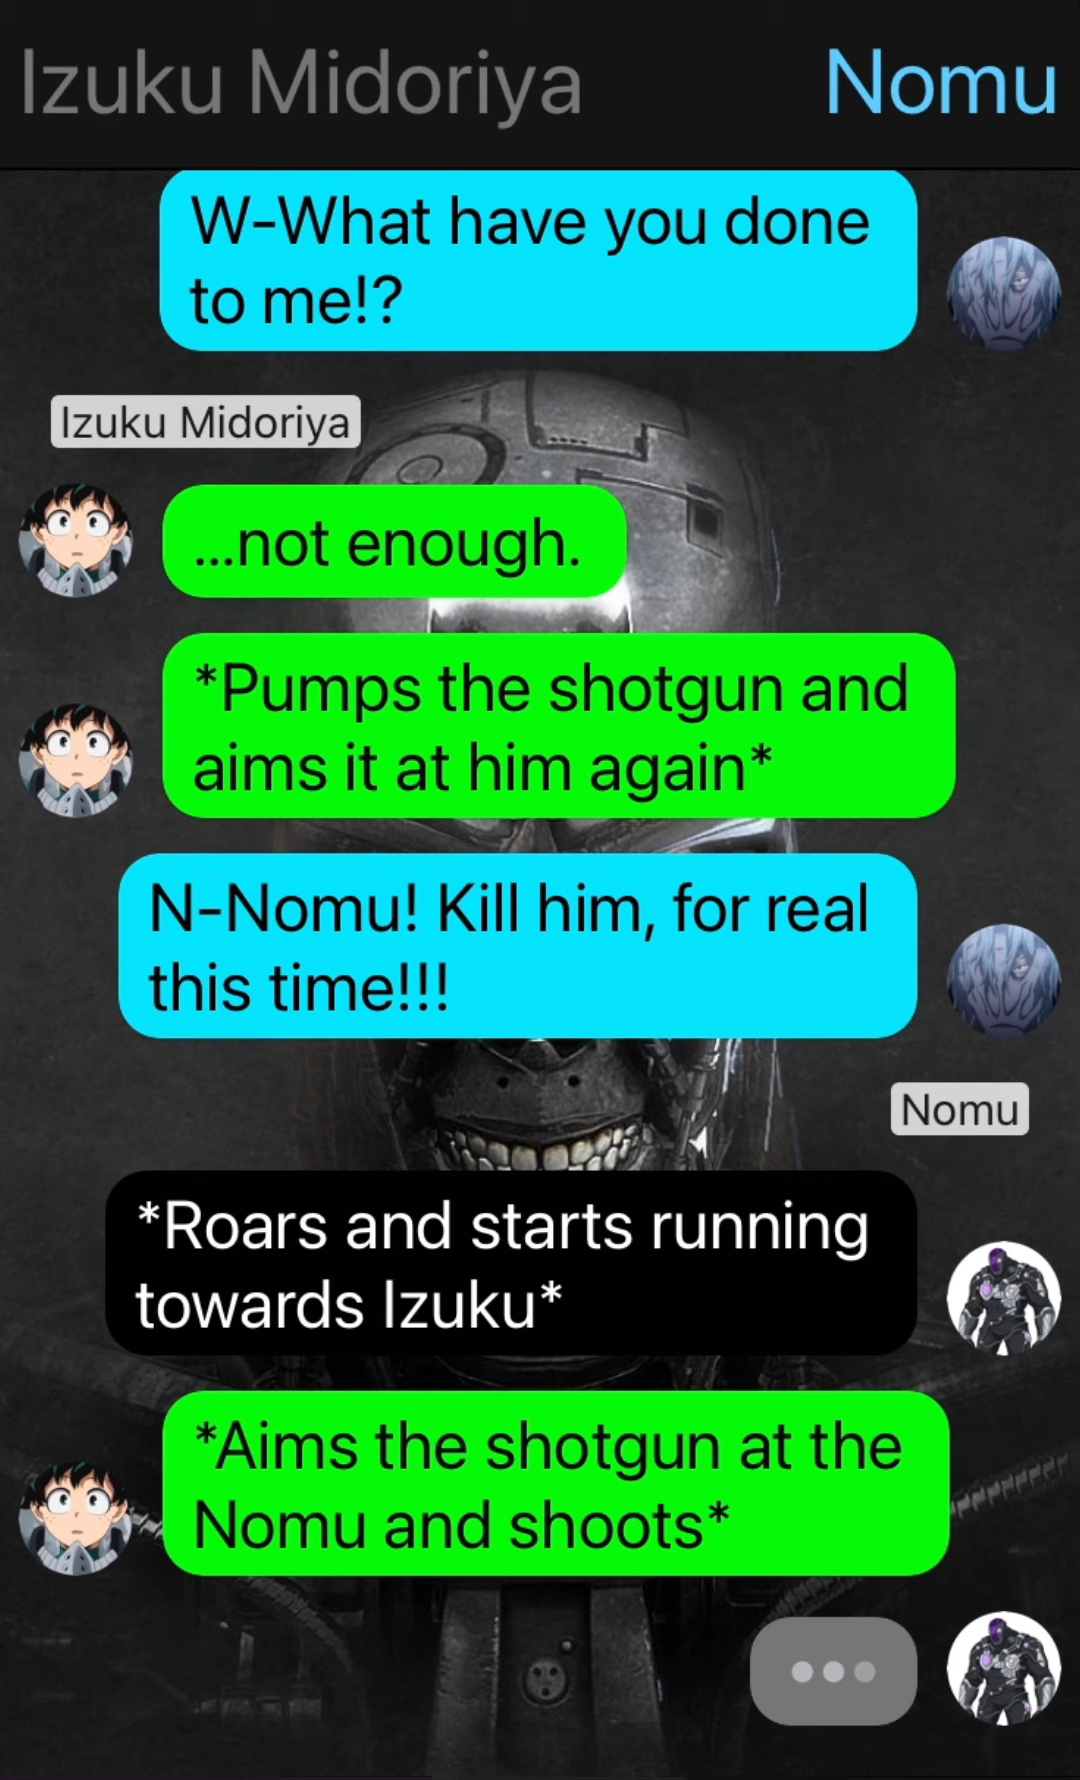 Izuku Midoriya
Nomu
W-What have you done
to me!?
Izuku Midoriya
...not enough.
*Pumps the shotgun and
aims it at him again*
N-Nomu! Kill him, for real
this time!!!
Nomu
*Roars and starts running
towards Izuku*
*Aims the shotgun at the
Nomu and shoots*